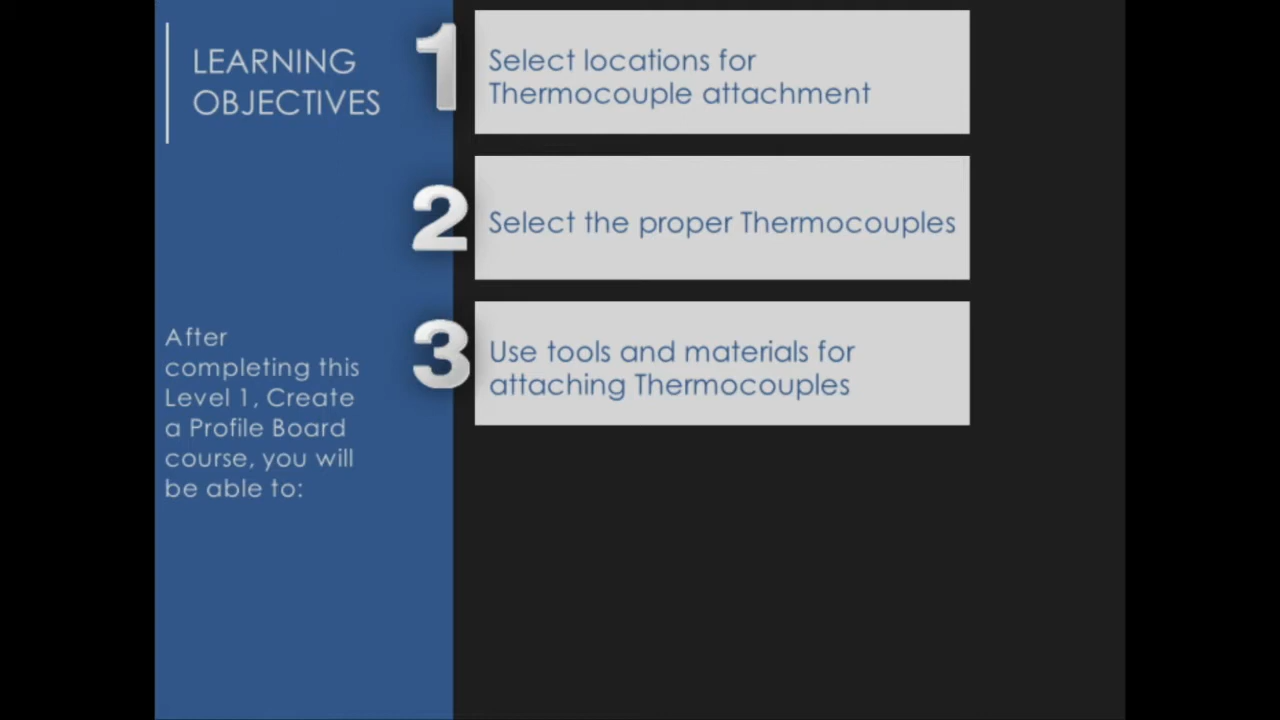 LEARNING
OBJECTIVES
After
completing this
Level 1, Create
a Profile Board
course, you will
be able to:
1
Select locations for
Thermocouple attachment
2
Select the proper Thermocouples
3
Use tools and materials for
attaching Thermocouples